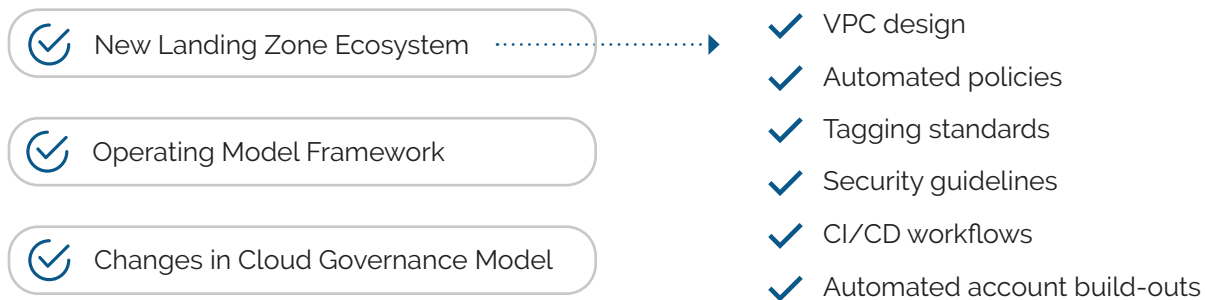 New Landing Zone Ecosystem
Operating Model Framework
Changes in Cloud Governance Model
VPC design
Automated policies
Tagging standards
Security guidelines
CI/CD workflows
Automated account build-outs